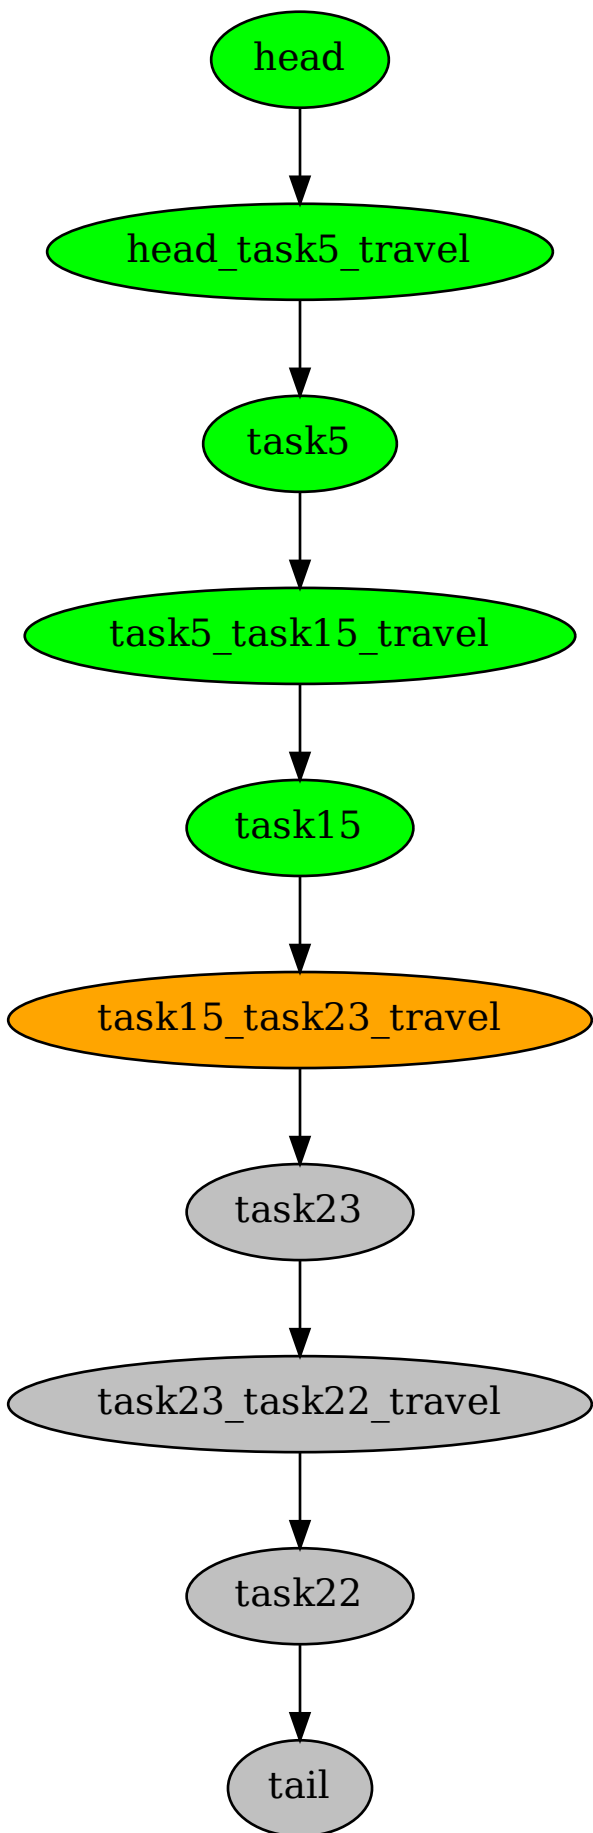 head
head_task5_travel
task5
task5_task15_travel
task15
task15_task23_travel
task23
task23_task22_travel
task22
tail